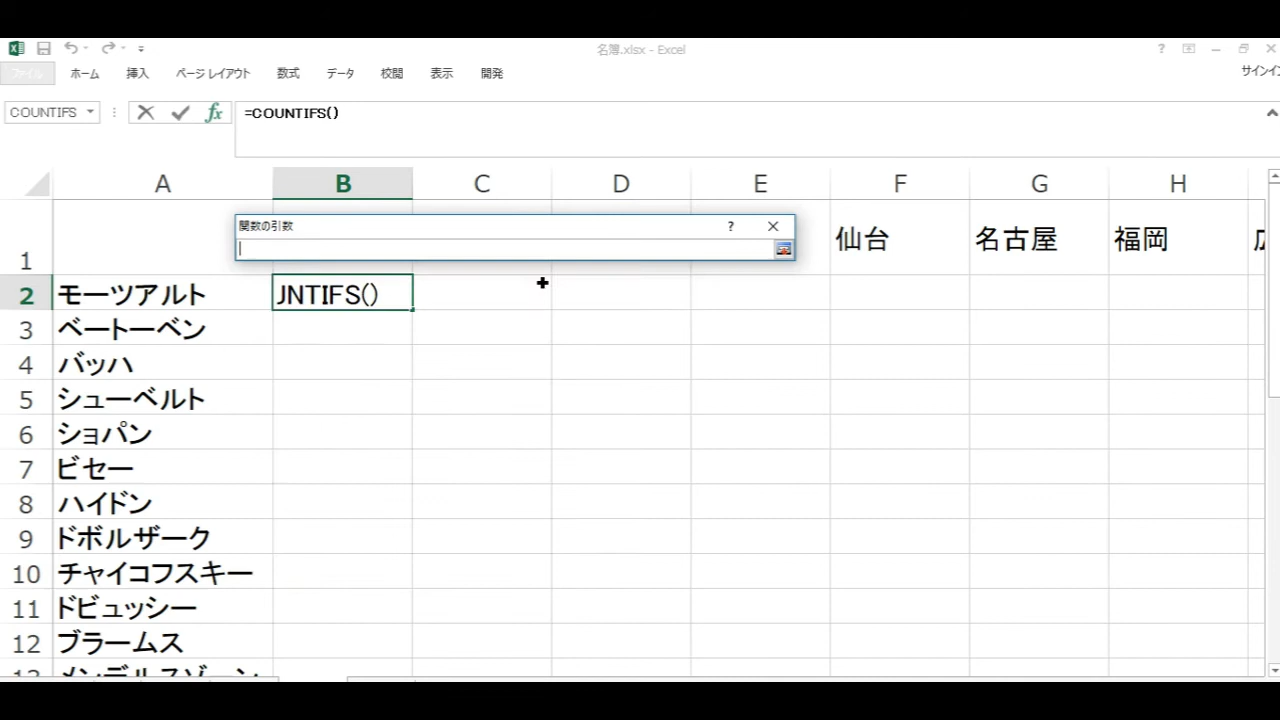 名簿.xlsx - Excel
?
ファイル ホーム 挿入 ページ レイアウト 数式 データ 校閲 表示 開発
COUNTIFS fx =COUNTIFS()
A B C D E F G H
関数の引数 ?
1 仙台 名古屋 福岡
2 モーツアルト JNTIFS()
3 ベートーベン
4 バッハ
5 シューベルト
6 ショパン
7 ビセー
8 ハイドン
9 ドボルザーク
10 チャイコフスキー
11 ドビュッシー
12 ブラームス